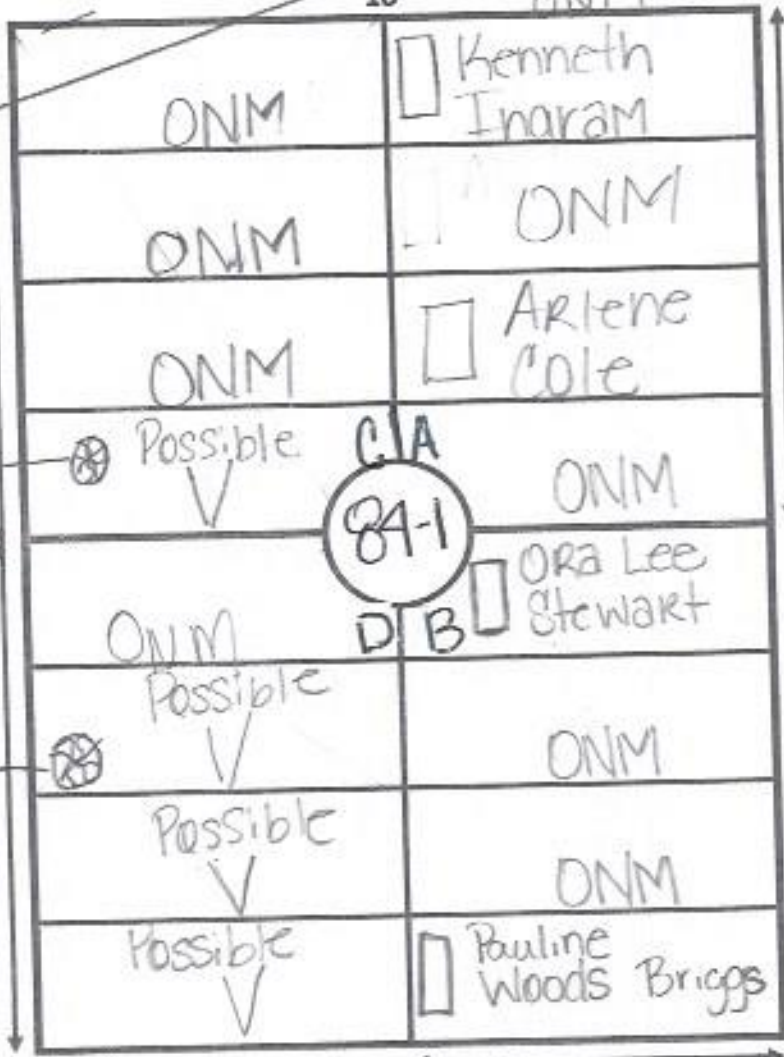 ONM
Kenneth
Ingram
ONM
ONM
ONM
Arlene
Cole
Possible
V
C A
ONM
84-1
ONM
D B
Ora Lee
Stewart
Possible
V
ONM
Possible
V
ONM
Possible
V
Pauline
Woods Briggs